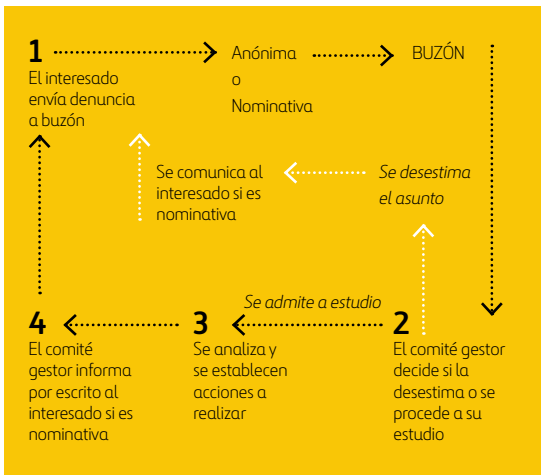 1
El interesado
envía denuncia
a buzón
Anónima
o
Nominativa
BUZÓN
Se comunica al
interesado si es
nominativa
Se desestima
el asunto
Se admite a estudio
2
El comité gestor
decide si la
desestima o se
procede a su
estudio
3
Se analiza y
se establecen
acciones a
realizar
4
El comité
gestor informa
por escrito al
interesado si es
nominativa